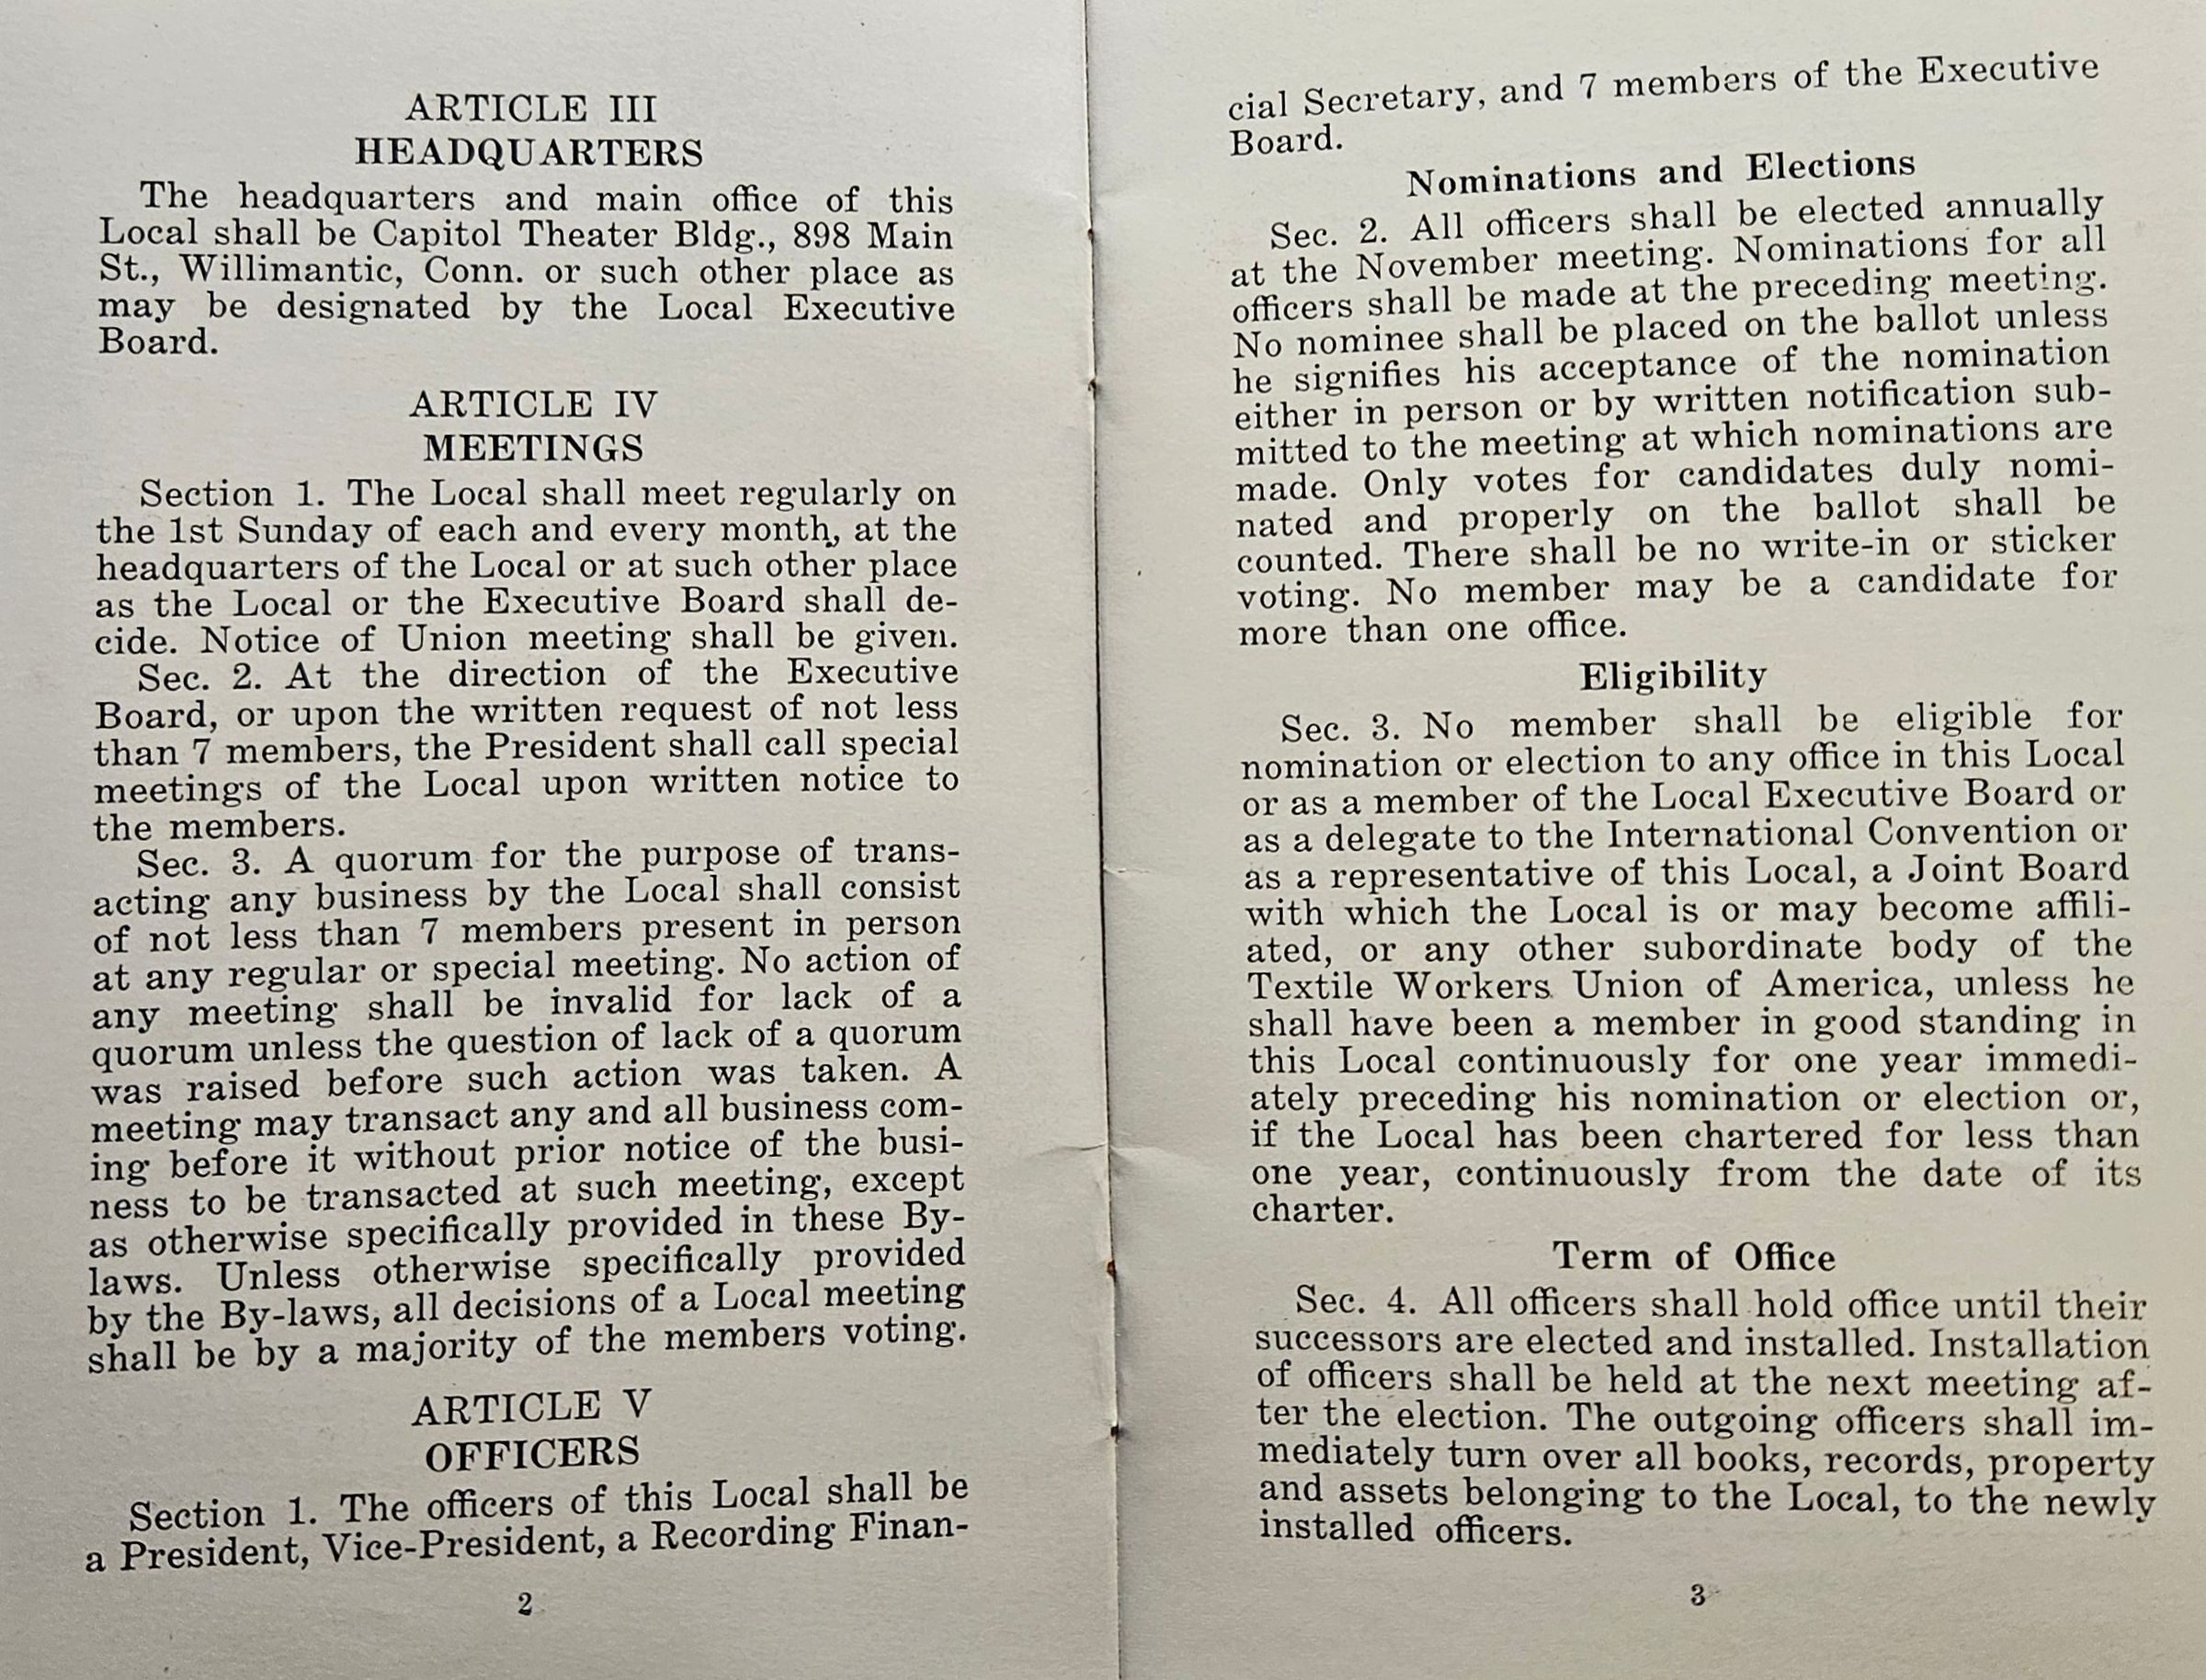 ARTICLE III
HEADQUARTERS
The headquarters and main office of this
Local shall be Capitol Theater Bldg., 898 Main
St., Willimantic, Conn. or such other place as
may be designated by the Local Executive
Board.
ARTICLE IV
MEETINGS
Section 1. The Local shall meet regularly on
the 1st Sunday of each and every month, at the
headquarters of the Local or at such other place
as the Local or the Executive Board shall de-
cide. Notice of Union meeting shall be given.
Sec. 2. At the direction of the Executive
Board, or upon the written request of not less
than 7 members, the President shall call special
meetings of the Local upon written notice to
the members.
Sec. 3. A quorum for the purpose of trans-
acting any business by the Local shall consist
of not less than 7 members present in person
at any regular or special meeting. No action of
any meeting shall be invalid for lack of a
quorum unless the question of lack of a quorum
was raised before such action was taken. A
meeting may transact any and all business com-
ing before it without prior notice of the busi-
ness to be transacted at such meeting, except
as otherwise specifically provided in these By-
laws. Unless otherwise specifically provided
by the By-laws, all decisions of a Local meeting
shall be by a majority of the members voting.
ARTICLE V
OFFICERS
Section 1. The officers of this Local shall be
a President, Vice-President, a Recording Finan-
2
cial Secretary, and 7 members of the Executive
Board.
Nominations and Elections
Sec. 2. All officers shall be elected annually
at the November meeting. Nominations for all
officers shall be made at the preceding meeting.
No nominee shall be placed on the ballot unless
he signifies his acceptance of the nomination
either in person or by written notification sub-
mitted to the meeting at which nominations are
made. Only votes for candidates duly nomi-
nated and properly on the ballot shall be
counted. There shall be no write-in or sticker
voting. No member may be a candidate for
more than one office.
Eligibility
Sec. 3. No member shall be eligible for
nomination or election to any office in this Local
or as a member of the Local Executive Board or
as a delegate to the International Convention or
as a representative of this Local, a Joint Board
with which the Local is or may become affili-
ated, or any other subordinate body of the
Textile Workers Union of America, unless he
shall have been a member in good standing in
this Local continuously for one year immedi-
ately preceding his nomination or election or,
if the Local has been chartered for less than
one year, continuously from the date of its
charter.
Term of Office
Sec. 4. All officers shall hold office until their
successors are elected and installed. Installation
of officers shall be held at the next meeting af-
ter the election. The outgoing officers shall im-
mediately turn over all books, records, property
and assets belonging to the Local, to the newly
installed officers.
3